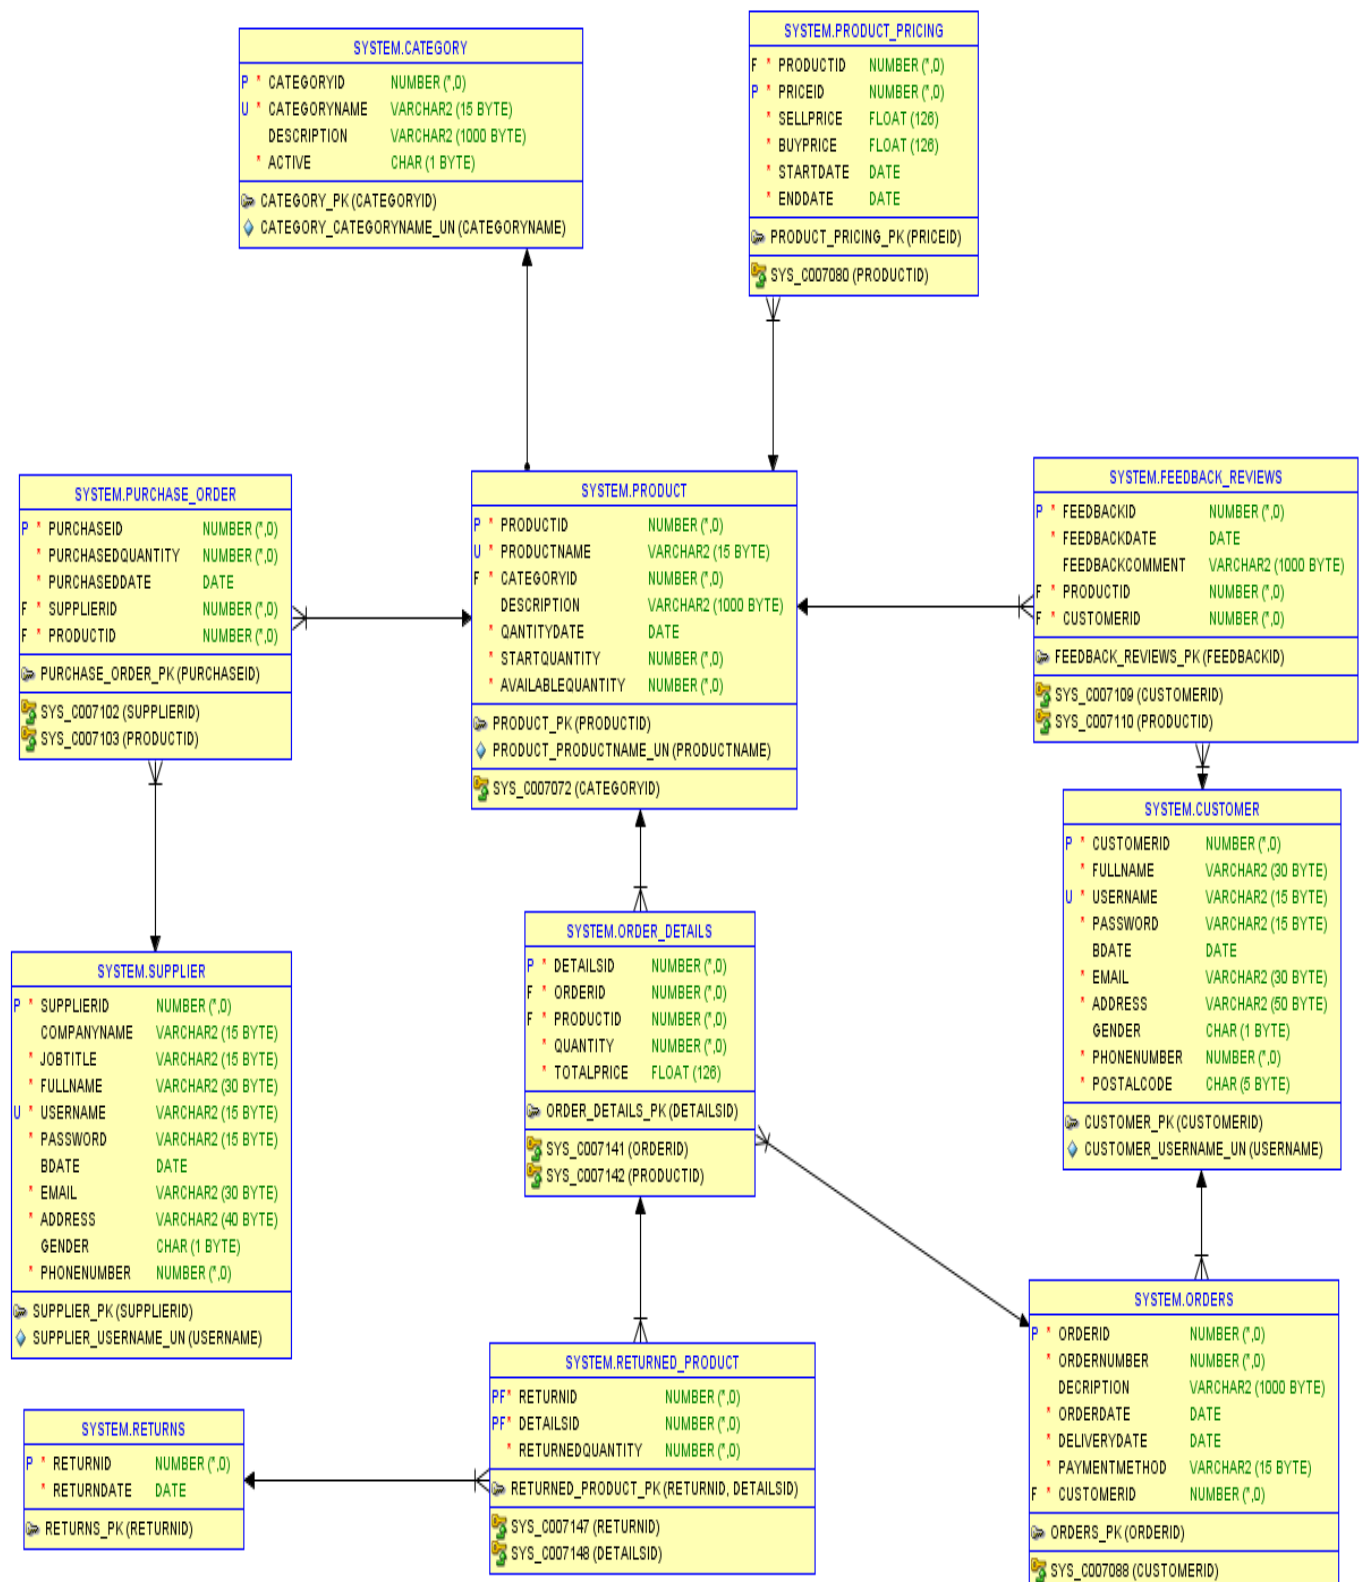 SYSTEM.CATEGORY
P * CATEGORYID NUMBER (*,0)
U * CATEGORYNAME VARCHAR2 (15 BYTE)
DESCRIPTION VARCHAR2 (1000 BYTE)
* ACTIVE CHAR (1 BYTE)
CATEGORY_PK (CATEGORYID)
CATEGORY_CATEGORYNAME_UN (CATEGORYNAME)
SYSTEM.PRODUCT_PRICING
F * PRODUCTID NUMBER (*,0)
P * PRICEID NUMBER (*,0)
* SELLPRICE FLOAT (126)
* BUYPRICE FLOAT (126)
* STARTDATE DATE
* ENDDATE DATE
PRODUCT_PRICING_PK (PRICEID)
SYS_C007080 (PRODUCTID)
SYSTEM.PURCHASE_ORDER
P * PURCHASEID NUMBER (*,0)
* PURCHASEDQUANTITY NUMBER (*,0)
* PURCHASEDDATE DATE
F * SUPPLIERID NUMBER (*,0)
F * PRODUCTID NUMBER (*,0)
PURCHASE_ORDER_PK (PURCHASEID)
SYS_C007102 (SUPPLIERID)
SYS_C007103 (PRODUCTID)
SYSTEM.PRODUCT
P * PRODUCTID NUMBER (*,0)
U * PRODUCTNAME VARCHAR2 (15 BYTE)
F * CATEGORYID NUMBER (*,0)
DESCRIPTION VARCHAR2 (1000 BYTE)
* QANTITYDATE DATE
* STARTQUANTITY NUMBER (*,0)
* AVAILABLEQUANTITY NUMBER (*,0)
PRODUCT_PK (PRODUCTID)
PRODUCT_PRODUCTNAME_UN (PRODUCTNAME)
SYS_C007072 (CATEGORYID)
SYSTEM.FEEDBACK_REVIEWS
P * FEEDBACKID NUMBER (*,0)
* FEEDBACKDATE DATE
FEEDBACKCOMMENT VARCHAR2 (1000 BYTE)
F * PRODUCTID NUMBER (*,0)
F * CUSTOMERID NUMBER (*,0)
FEEDBACK_REVIEWS_PK (FEEDBACKID)
SYS_C007109 (CUSTOMERID)
SYS_C007110 (PRODUCTID)
SYSTEM.CUSTOMER
P * CUSTOMERID NUMBER (*,0)
* FULLNAME VARCHAR2 (30 BYTE)
U * USERNAME VARCHAR2 (15 BYTE)
* PASSWORD VARCHAR2 (15 BYTE)
BDATE DATE
* EMAIL VARCHAR2 (30 BYTE)
* ADDRESS VARCHAR2 (50 BYTE)
GENDER CHAR (1 BYTE)
* PHONENUMBER NUMBER (*,0)
* POSTALCODE CHAR (5 BYTE)
CUSTOMER_PK (CUSTOMERID)
CUSTOMER_USERNAME_UN (USERNAME)
SYSTEM.SUPPLIER
P * SUPPLIERID NUMBER (*,0)
COMPANYNAME VARCHAR2 (15 BYTE)
* JOBTITLE VARCHAR2 (15 BYTE)
* FULLNAME VARCHAR2 (30 BYTE)
U * USERNAME VARCHAR2 (15 BYTE)
* PASSWORD VARCHAR2 (15 BYTE)
BDATE DATE
* EMAIL VARCHAR2 (30 BYTE)
* ADDRESS VARCHAR2 (40 BYTE)
GENDER CHAR (1 BYTE)
* PHONENUMBER NUMBER (*,0)
SUPPLIER_PK (SUPPLIERID)
SUPPLIER_USERNAME_UN (USERNAME)
SYSTEM.ORDER_DETAILS
P * DETAILSID NUMBER (*,0)
F * ORDERID NUMBER (*,0)
F * PRODUCTID NUMBER (*,0)
* QUANTITY NUMBER (*,0)
* TOTALPRICE FLOAT (126)
ORDER_DETAILS_PK (DETAILSID)
SYS_C007141 (ORDERID)
SYS_C007142 (PRODUCTID)
SYSTEM.ORDERS
P * ORDERID NUMBER (*,0)
* ORDERNUMBER NUMBER (*,0)
DECRIPTION VARCHAR2 (1000 BYTE)
* ORDERDATE DATE
* DELIVERYDATE DATE
* PAYMENTMETHOD VARCHAR2 (15 BYTE)
F * CUSTOMERID NUMBER (*,0)
ORDERS_PK (ORDERID)
SYS_C007088 (CUSTOMERID)
SYSTEM.RETURNED_PRODUCT
PF* RETURNID NUMBER (*,0)
PF* DETAILSID NUMBER (*,0)
* RETURNEDQUANTITY NUMBER (*,0)
RETURNED_PRODUCT_PK (RETURNID, DETAILSID)
SYS_C007147 (RETURNID)
SYS_C007148 (DETAILSID)
SYSTEM.RETURNS
P * RETURNID NUMBER (*,0)
* RETURNDATE DATE
RETURNS_PK (RETURNID)